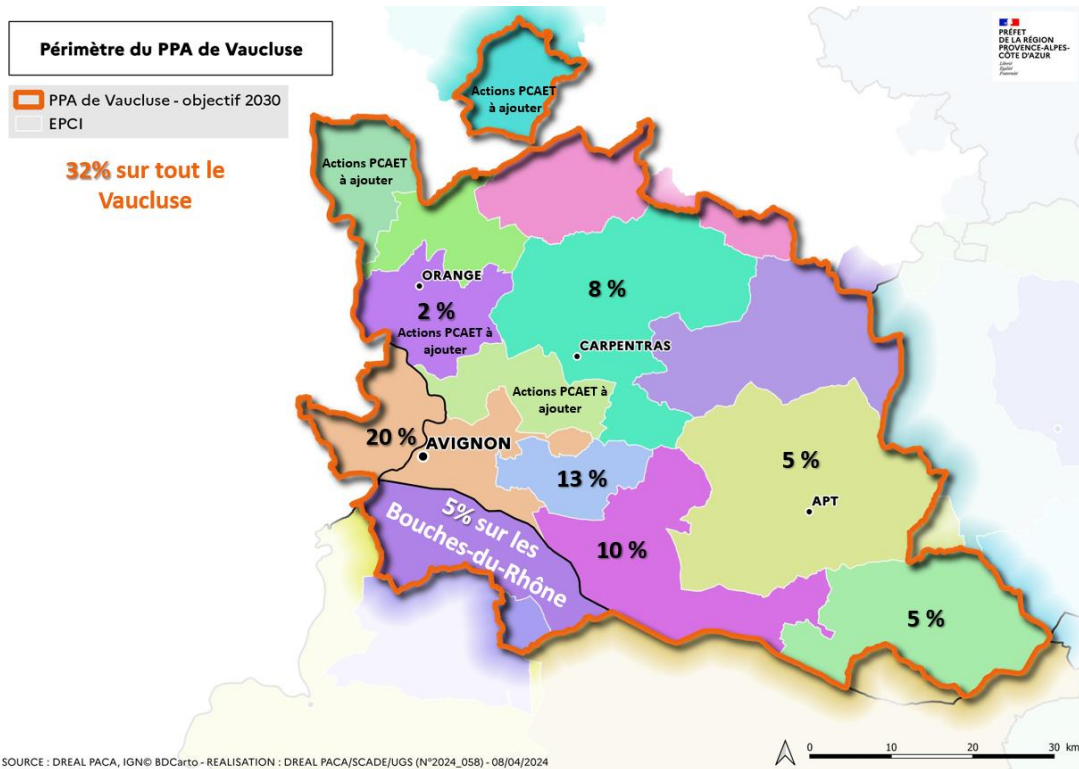 Périmètre du PPA de Vaucluse
PPA de Vaucluse - objectif 2030
EPCI
32% sur tout le
Vaucluse
PRÉFET
DE LA RÉGION
PROVENCE-ALPES-
CÔTE D'AZUR
Liberté
Égalité
Fraternité
Actions PCAET
à ajouter
Actions PCAET
à ajouter
ORANGE
2 %
Actions PCAET à
ajouter
8 %
CARPENTRAS
Actions PCAET à
ajouter
20 %
AVIGNON
13 %
5 %
APT
5% sur les
Bouches-du-Rhône
10 %
5 %
0 10 20 30 km
SOURCE : DREAL PACA, IGN© BDCarto - REALISATION : DREAL PACA/SCADE/UGS (N°2024_058) - 08/04/2024